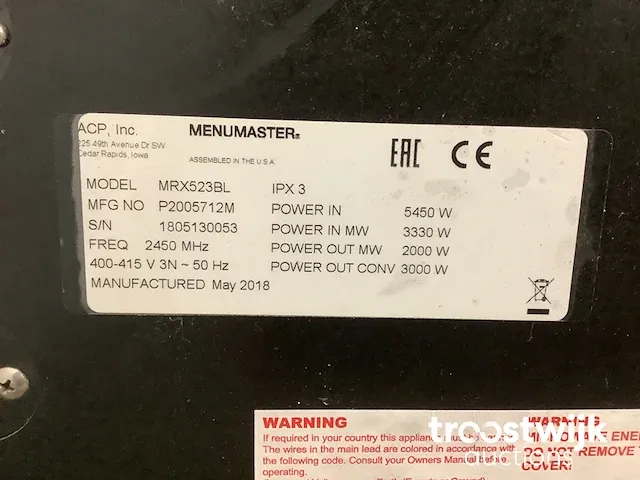 ACP, Inc.
225 49th Avenue Dr SW
Cedar Rapids, Iowa
MENUMASTER®
ASSEMBLED IN THE U.S.A.
EAC CE
MODEL MRX523BL IPX 3
MFG NO P2005712M POWER IN 5450 W
S/N 1805130053 POWER IN MW 3330 W
FREQ 2450 MHz POWER OUT MW 2000 W
400-415 V 3N ~ 50 Hz POWER OUT CONV 3000 W
MANUFACTURED May 2018
WARNING
If required in your country this appliance must be
The wires in the main lead are colored in accordance with
the following code. Consult your Owners Manual before
DO NOT REMOVE
COVER!
troostwijk
auctions